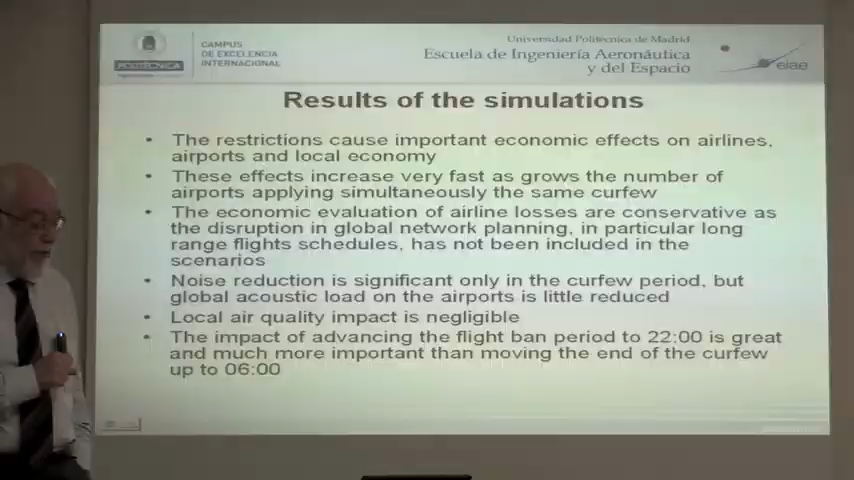 POLITÉCNICA
CAMPUS
DE EXCELENCIA
INTERNACIONAL
Universidad Politécnica de Madrid
Escuela de Ingeniería Aeronáutica
y del Espacio
eiae
Results of the simulations
• The restrictions cause important economic effects on airlines,
airports and local economy
• These effects increase very fast as grows the number of
airports applying simultaneously the same curfew
• The economic evaluation of airline losses are conservative as
the disruption in global network planning, in particular long
range flights schedules, has not been included in the
scenarios
• Noise reduction is significant only in the curfew period, but
global acoustic load on the airports is little reduced
• Local air quality impact is negligible
• The impact of advancing the flight ban period to 22:00 is great
and much more important than moving the end of the curfew
up to 06:00